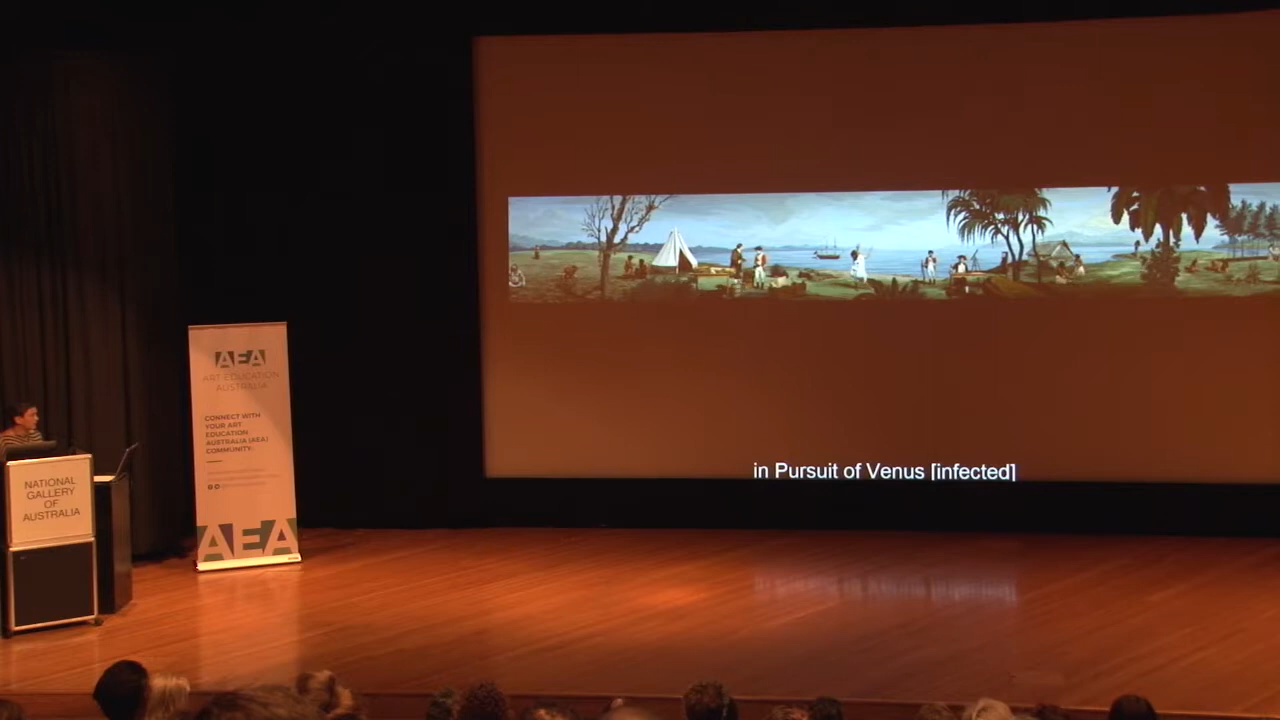 in Pursuit of Venus [infected]
AEA
ART EDUCATION
AUSTRALIA
CONNECT WITH
YOUR ART
EDUCATION
AUSTRALIA (AEA)
COMMUNITY:
AEA
NATIONAL
GALLERY
OF
AUSTRALIA